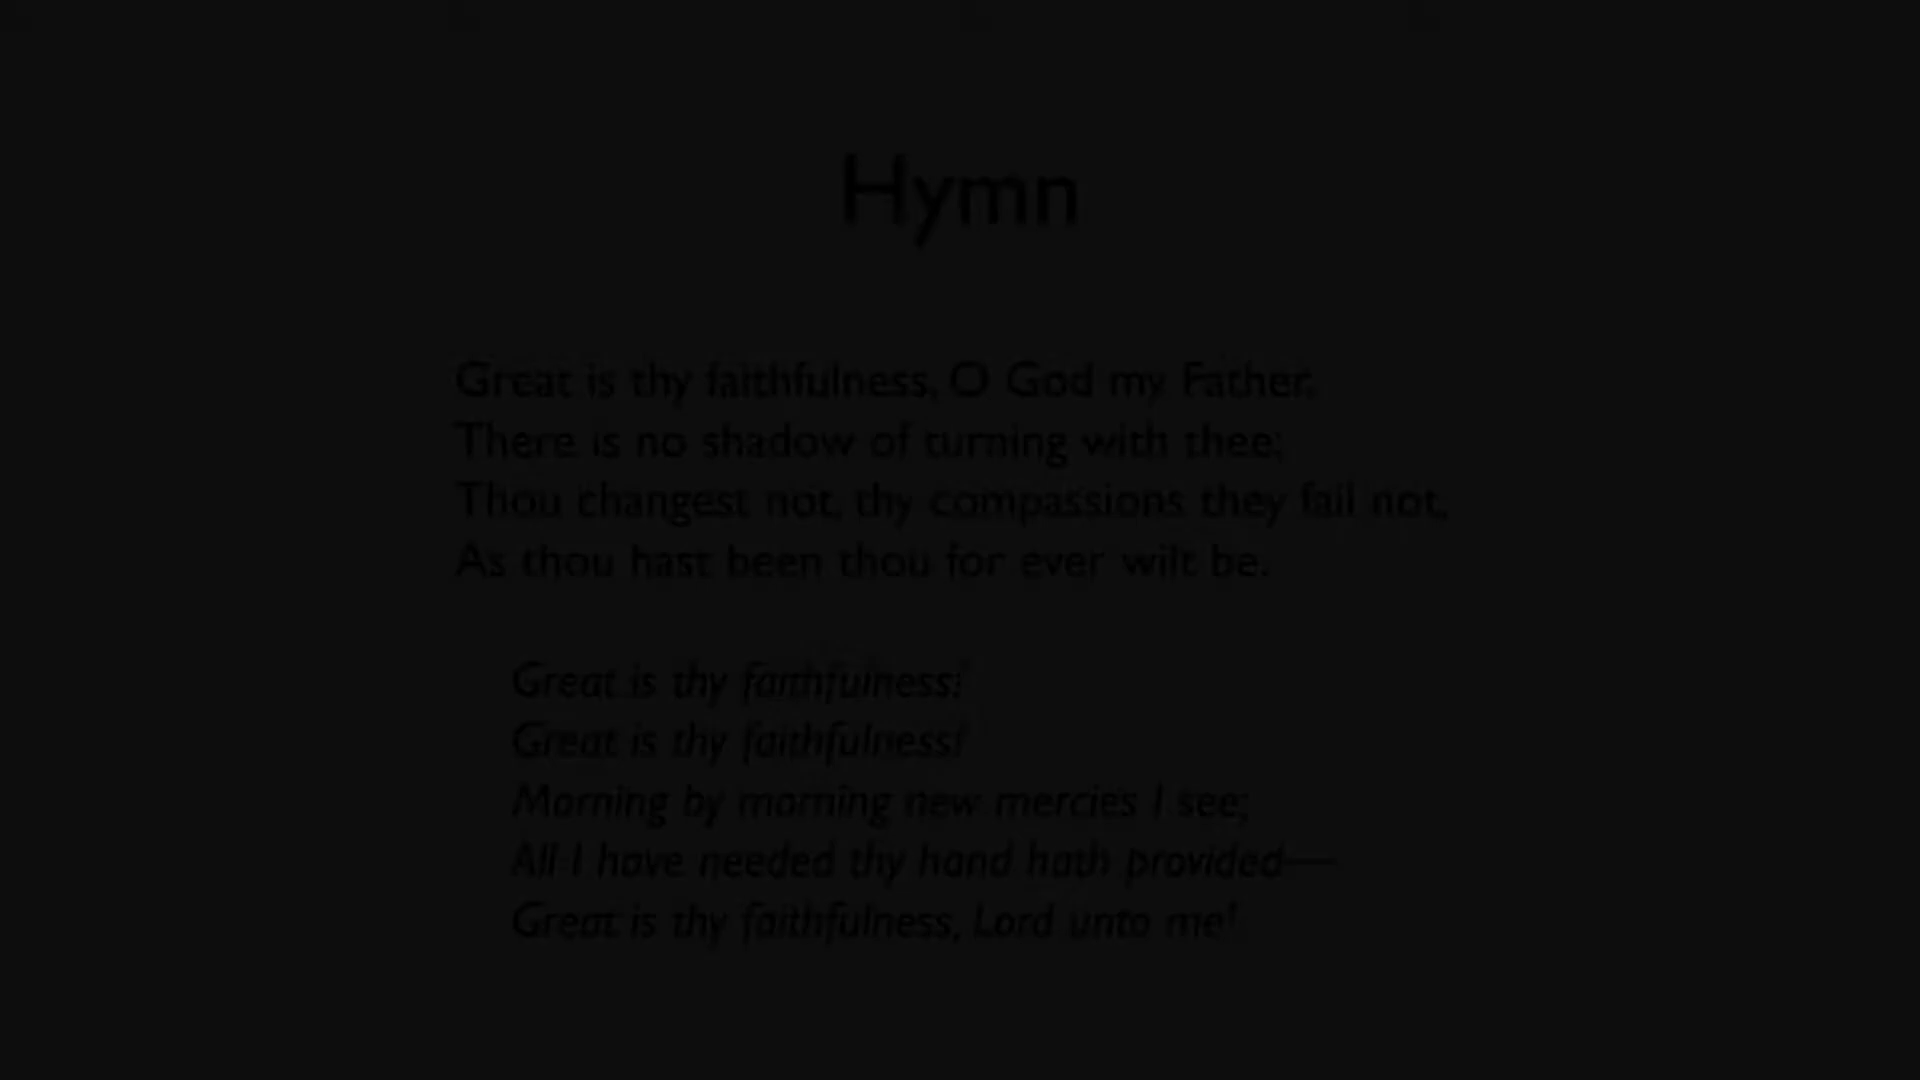 Hymn
Great is thy faithfulness, O God my Father,
There is no shadow of turning with thee;
Thou changest not, thy compassions they fail not,
As thou hast been thou for ever wilt be.
Great is thy faithfulness!
Great is thy faithfulness!
Morning by morning new mercies I see;
All I have needed thy hand hath provided—
Great is thy faithfulness, Lord unto me!